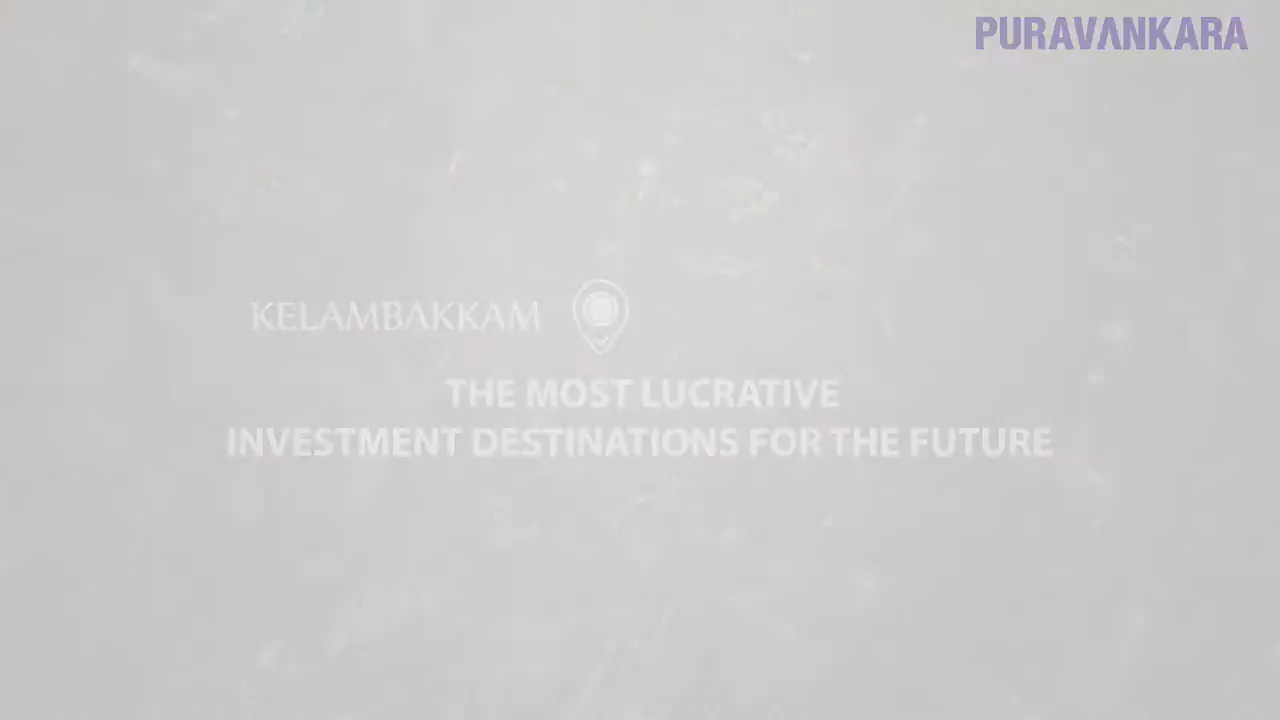 PURAVANKARA
KELAMBAKKAM
THE MOST LUCRATIVE
INVESTMENT DESTINATIONS FOR THE FUTURE